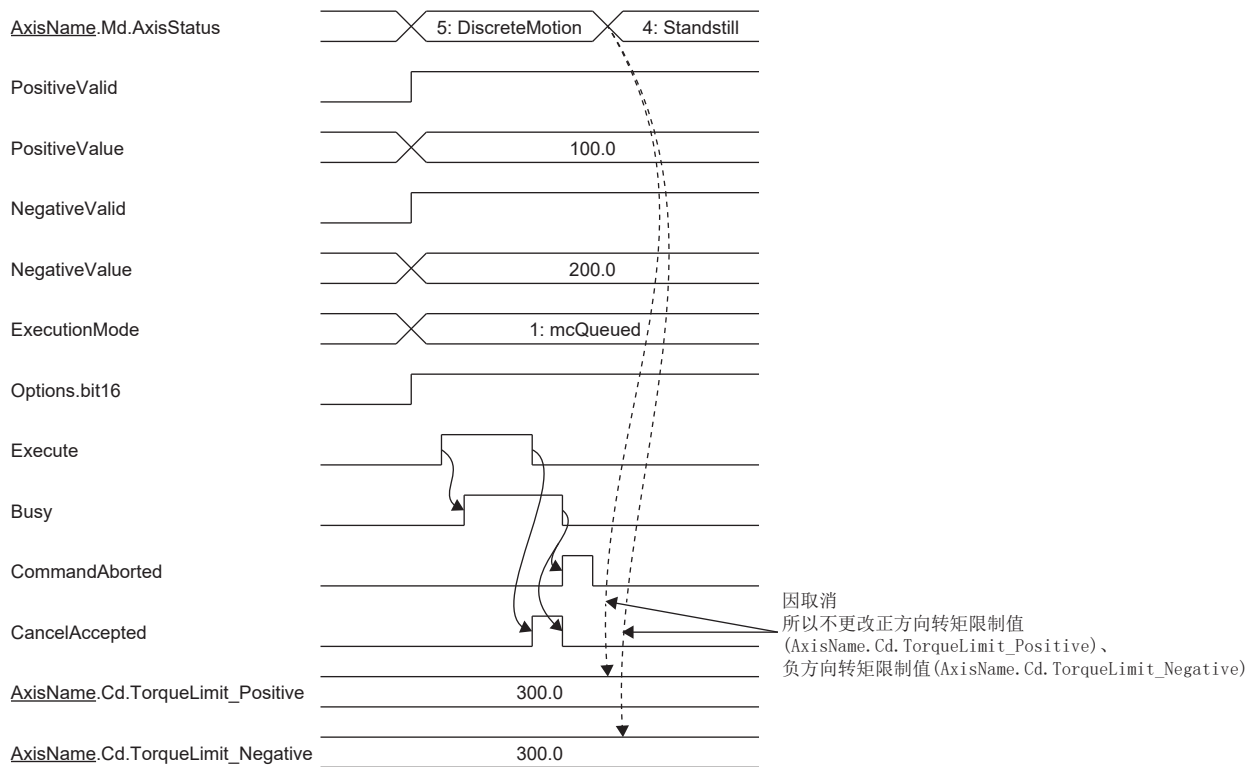 AxisName.Md.AxisStatus 5: DiscreteMotion 4: Standstill
PositiveValid
PositiveValue 100.0
NegativeValid
NegativeValue 200.0
ExecutionMode 1: mcQueued
Options.bit16
Execute
Busy
CommandAborted
CancelAccepted
因取消
所以不更改正方向转矩限制值
(AxisName.Cd.TorqueLimit_Positive)、
负方向转矩限制值(AxisName.Cd.TorqueLimit_Negative)
AxisName.Cd.TorqueLimit_Positive 300.0
AxisName.Cd.TorqueLimit_Negative 300.0